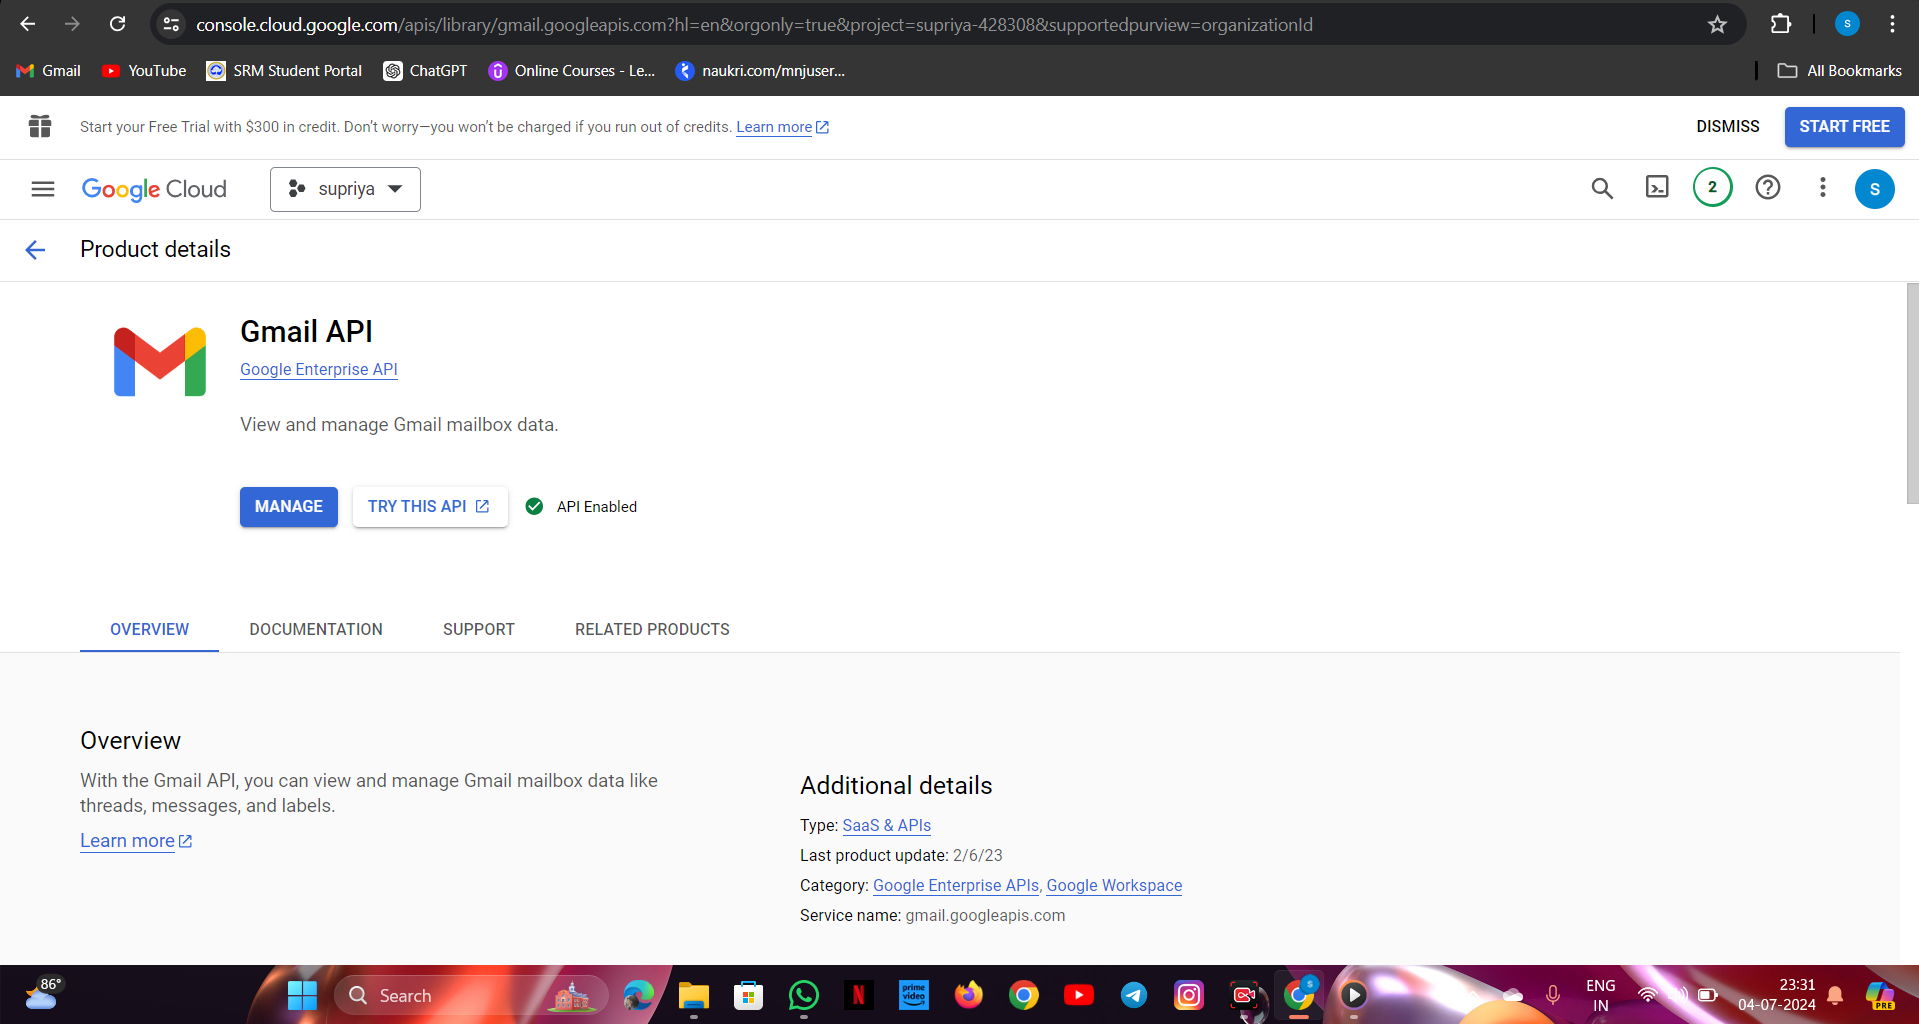 console.cloud.google.com/apis/library/gmail.googleapis.com?hl=en&orgonly=true&project=supriya-428308&supportedpurview=organizationId
S
Gmail
YouTube
SRM Student Portal
ChatGPT
Online Courses - Le...
naukri.com/mnjuser...
All Bookmarks
Start your Free Trial with $300 in credit. Don’t worry—you won’t be charged if you run out of credits. Learn more
DISMISS
START FREE
Google Cloud
supriya
2
S
Product details
Gmail API
Google Enterprise API
View and manage Gmail mailbox data.
MANAGE
TRY THIS API
API Enabled
OVERVIEW
DOCUMENTATION
SUPPORT
RELATED PRODUCTS
Overview
With the Gmail API, you can view and manage Gmail mailbox data like
threads, messages, and labels.
Learn more
Additional details
Type: SaaS & APIs
Last product update: 2/6/23
Category: Google Enterprise APIs, Google Workspace
Service name: gmail.googleapis.com
86°
Search
N
prime
video
S
ENG
IN
23:31
04-07-2024
PRE